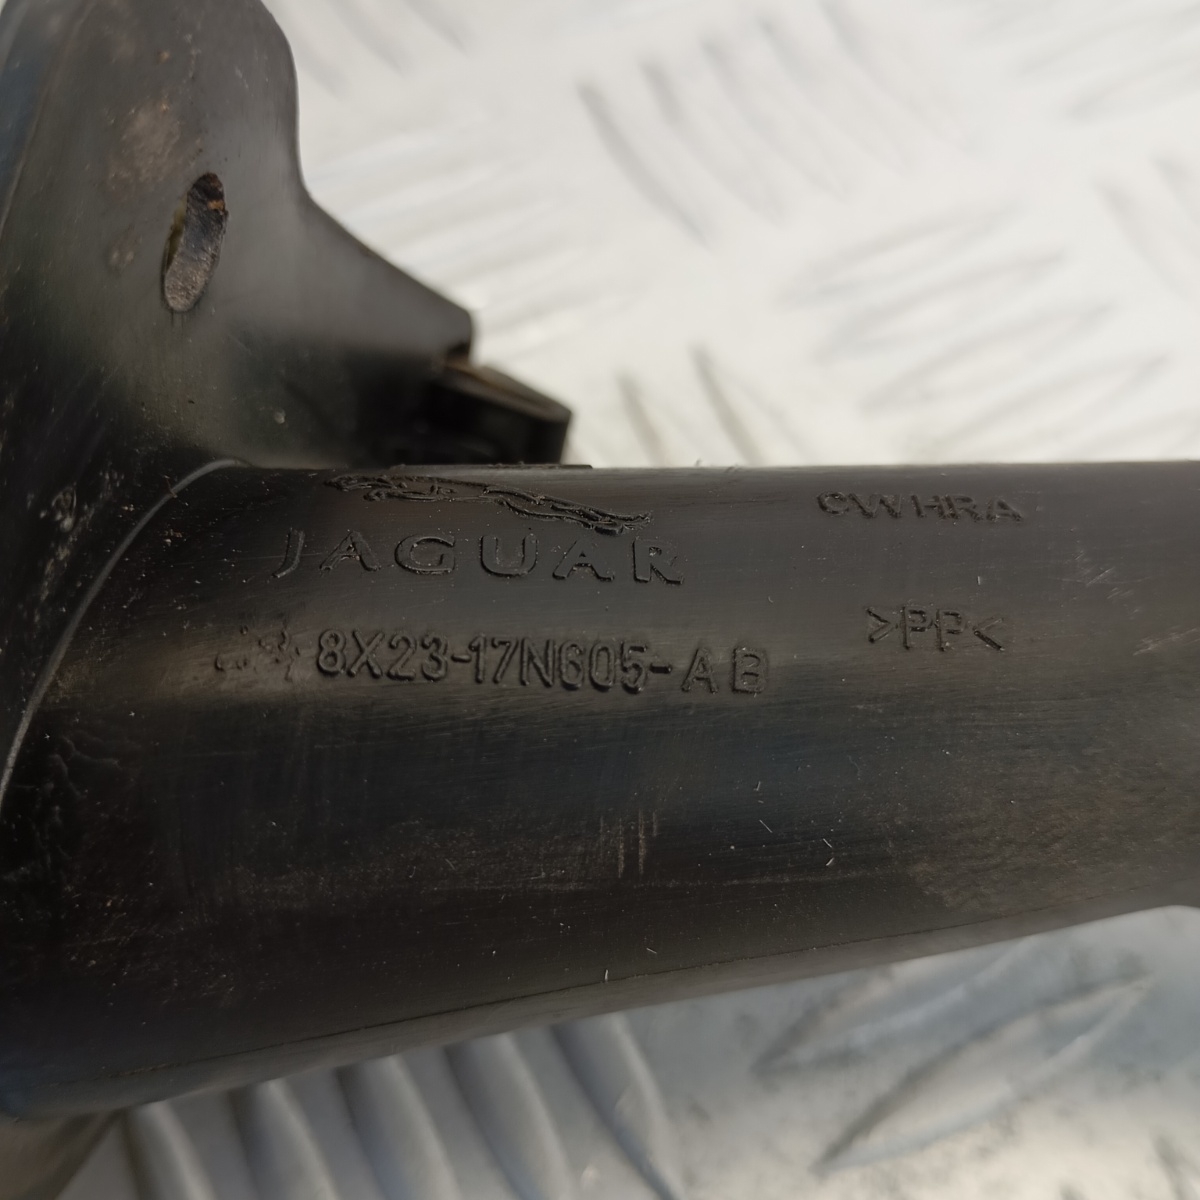 JAGUAR
8X23-17N605-AB
CWHRA
>PP<